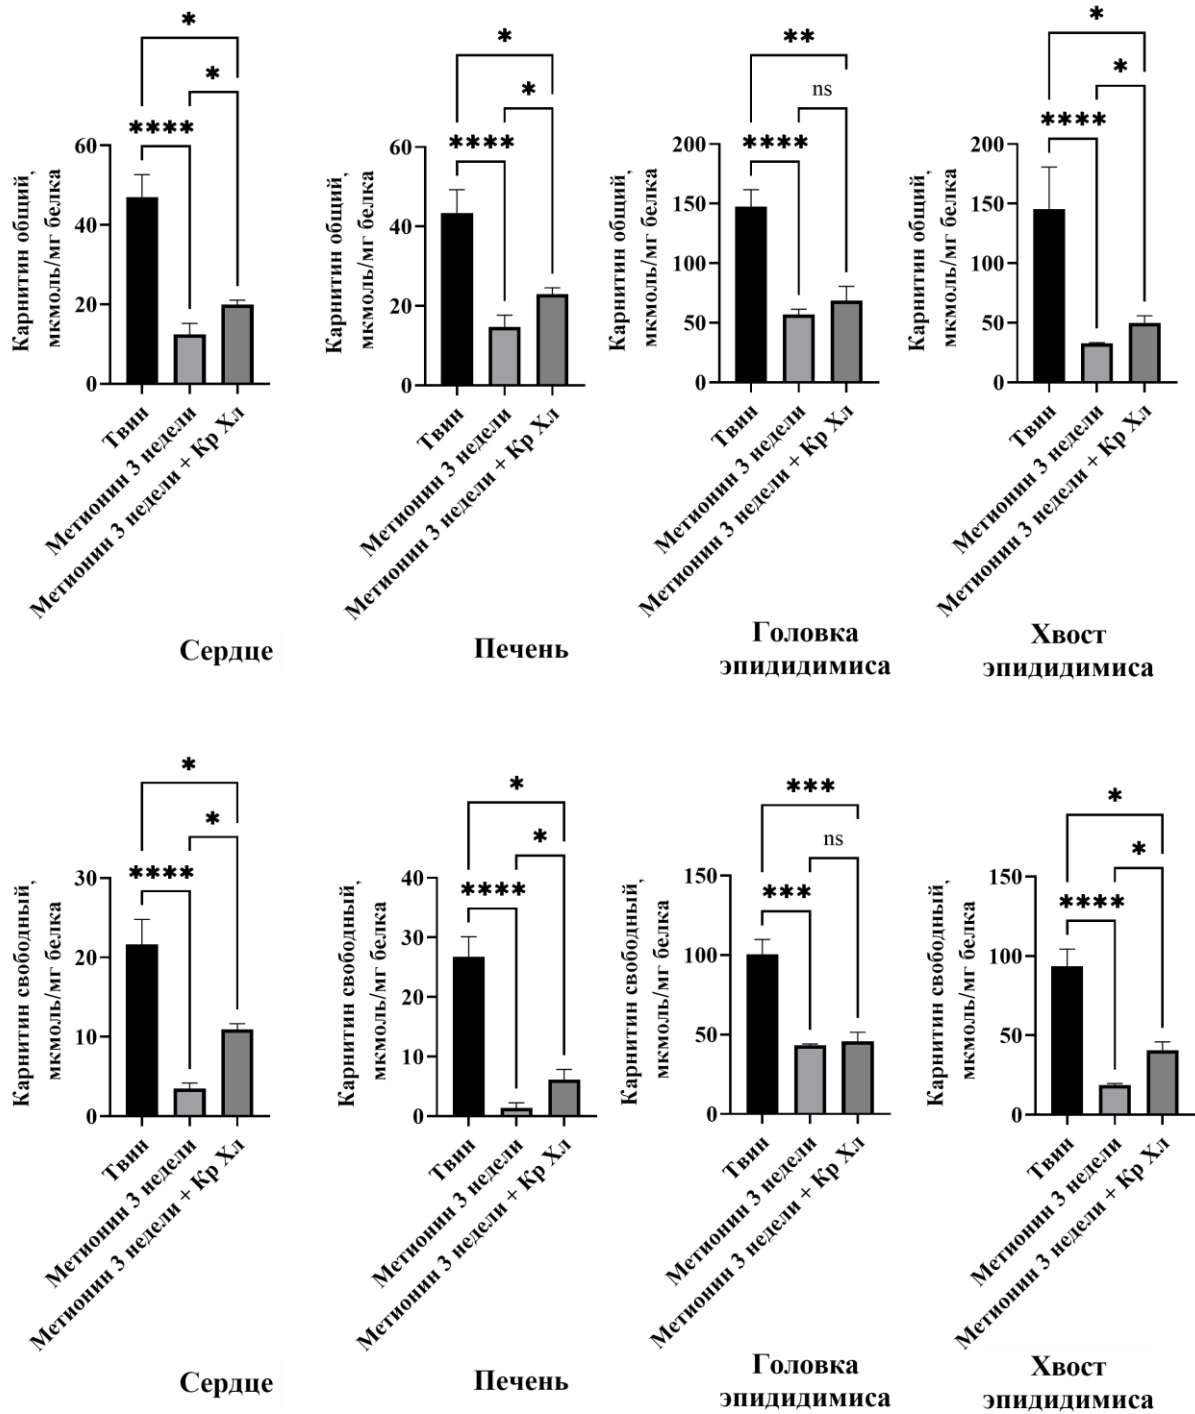 *
*
****
Карнитин общий,
мкмоль/мг белка
60
40
20
0
Твин
Метионин 3 недели
Метионин 3 недели + Кр Хл
Сердце
*
*
****
Карнитин общий,
мкмоль/мг белка
60
40
20
0
Твин
Метионин 3 недели
Метионин 3 недели + Кр Хл
Печень
**
ns
****
Карнитин общий,
мкмоль/мг белка
200
150
100
50
0
Твин
Метионин 3 недели
Метионин 3 недели + Кр Хл
Головка
эпидидимиса
*
*
****
Карнитин общий,
мкмоль/мг белка
200
150
100
50
0
Твин
Метионин 3 недели
Метионин 3 недели + Кр Хл
Хвост
эпидидимиса
*
*
****
Карнитин свободный,
мкмоль/мг белка
30
20
10
0
Твин
Метионин 3 недели
Метионин 3 недели + Кр Хл
Сердце
*
*
****
Карнитин свободный,
мкмоль/мг белка
40
30
20
10
0
Твин
Метионин 3 недели
Метионин 3 недели + Кр Хл
Печень
***
ns
***
Карнитин свободный,
мкмоль/мг белка
150
100
50
0
Твин
Метионин 3 недели
Метионин 3 недели + Кр Хл
Головка
эпидидимиса
*
*
****
Карнитин свободный,
мкмоль/мг белка
150
100
50
0
Твин
Метионин 3 недели
Метионин 3 недели + Кр Хл
Хвост
эпидидимиса